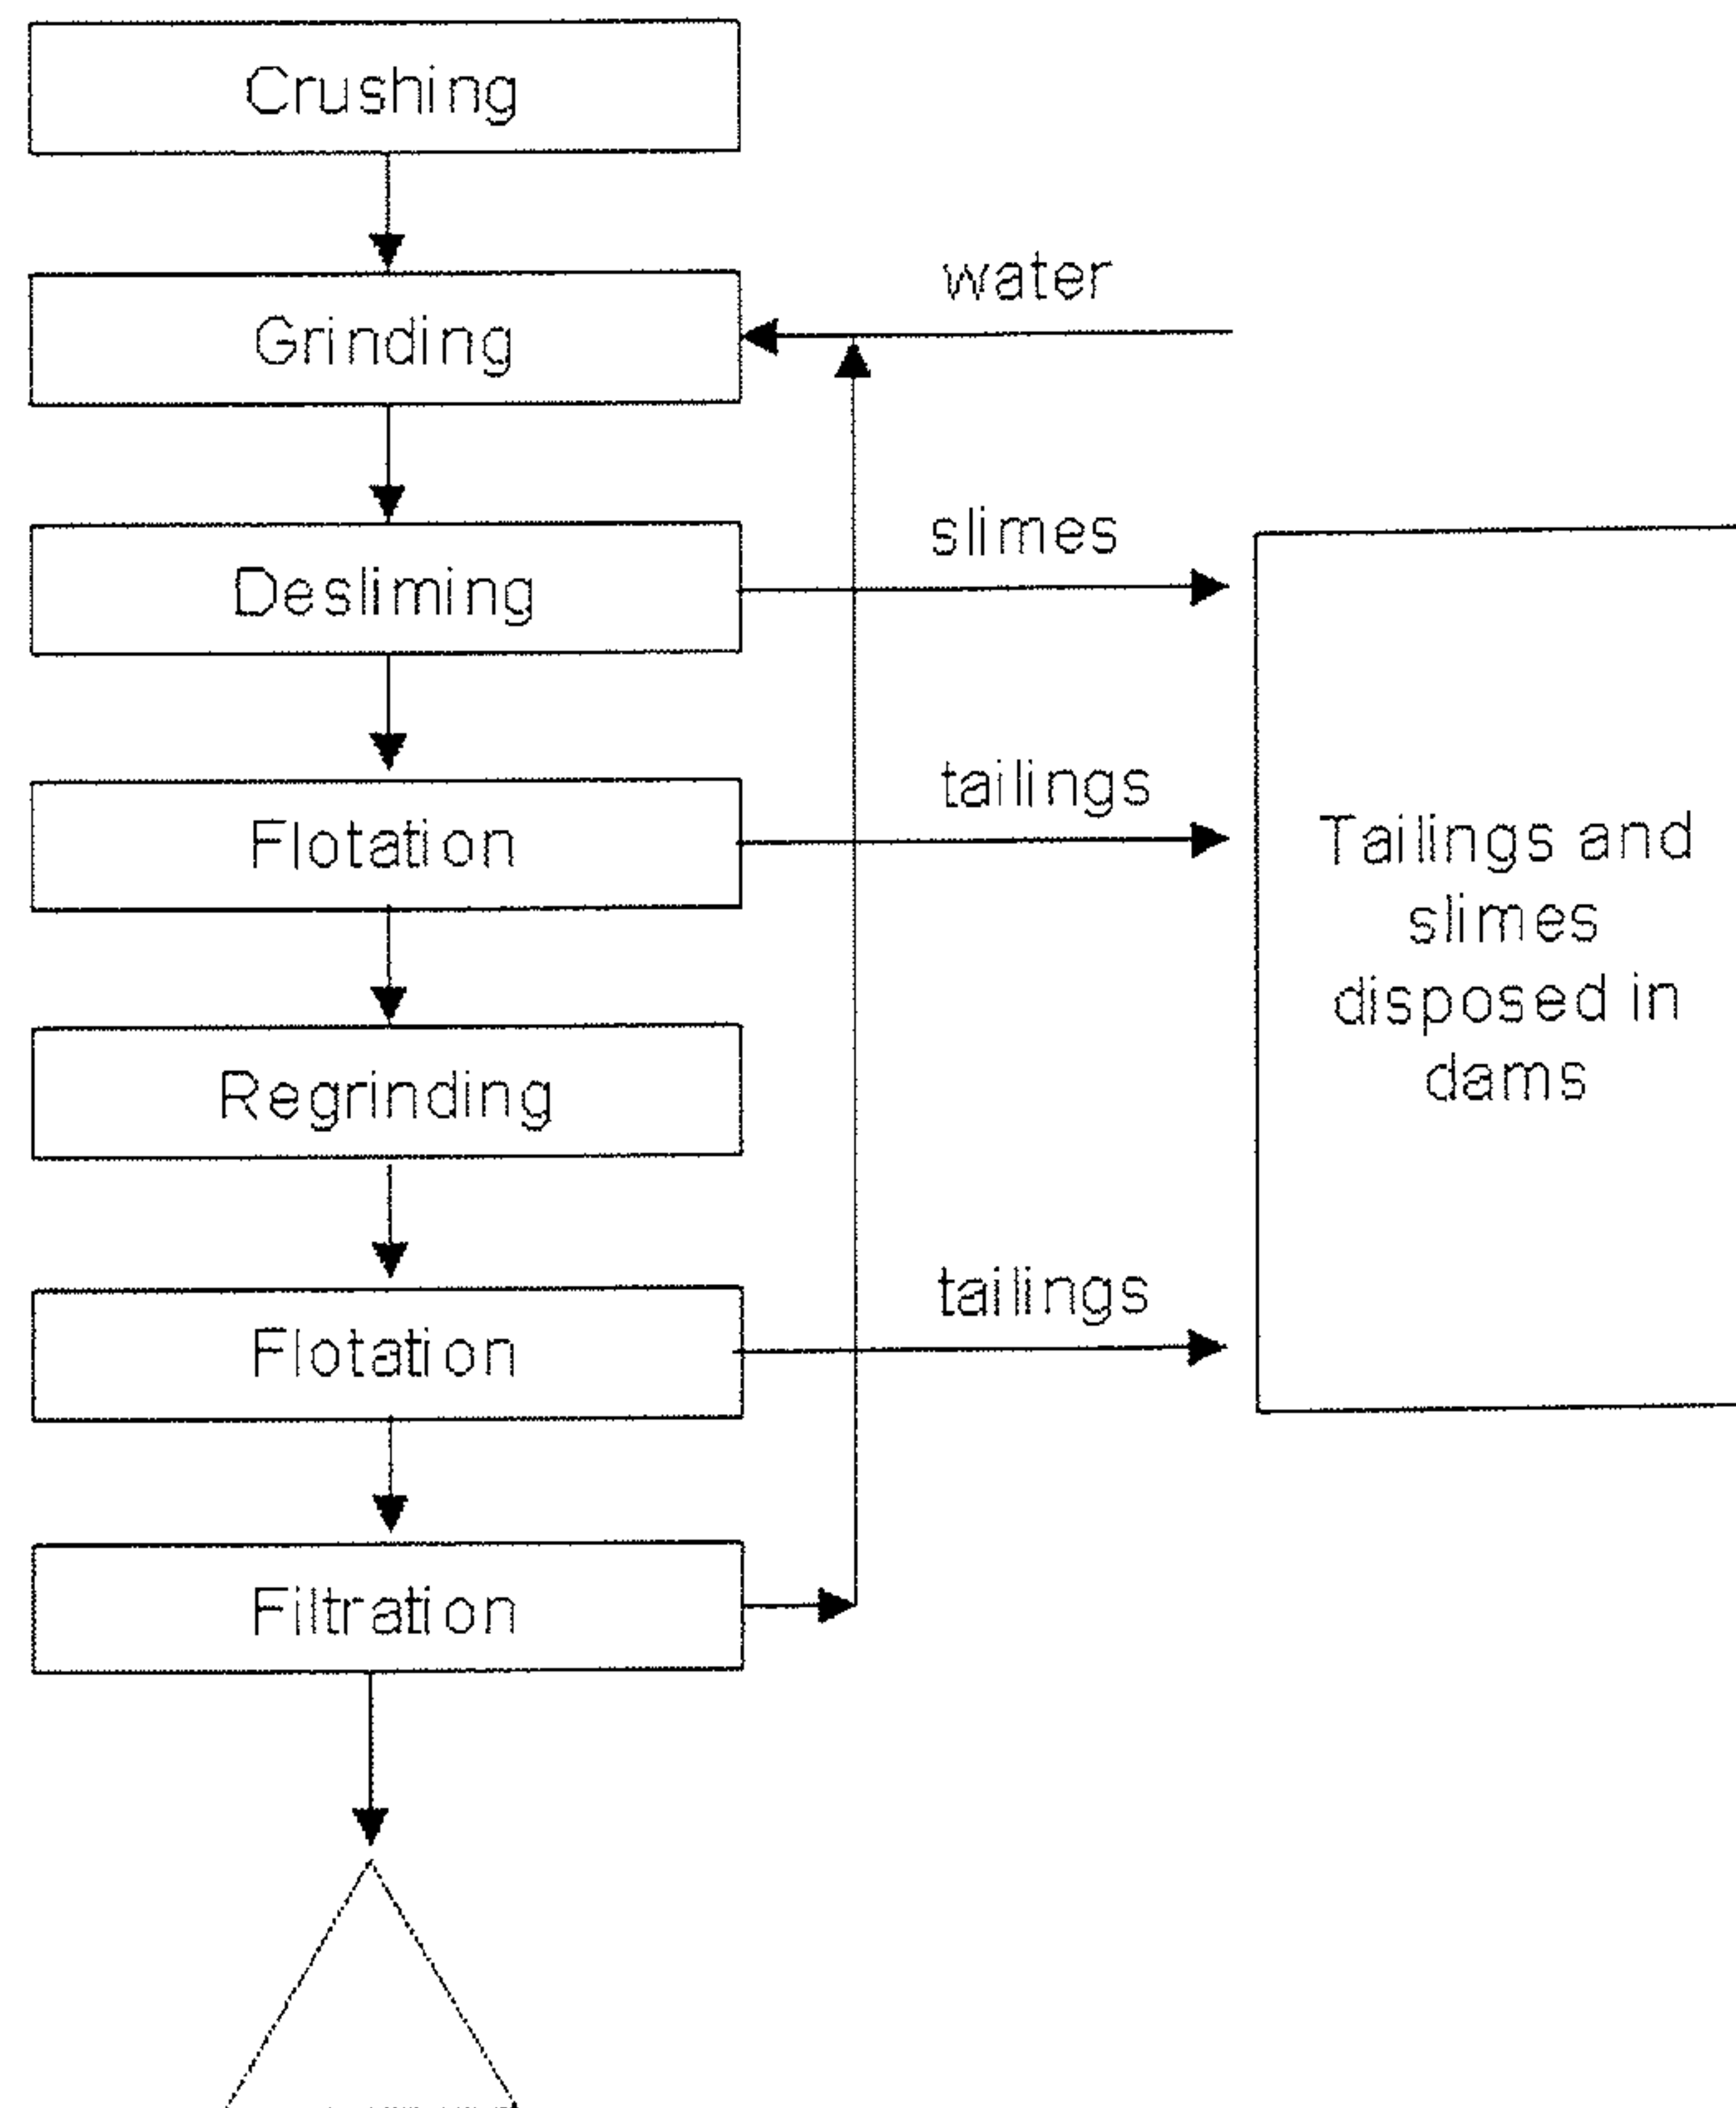 Crushing
water
Grinding
slimes
Desliming
tailings
Flotation
Tailings and
slimes
disposed in
dams
Regrinding
tailings
Flotation
Filtration